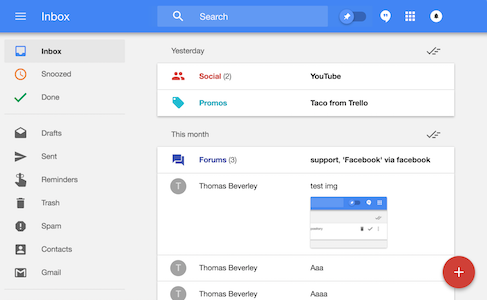 Inbox
Search
Inbox
Snoozed
Done
Drafts
Sent
Reminders
Trash
Spam
Contacts
Gmail
Yesterday
Social (2) YouTube
Promos Taco from Trello
This month
Forums (3) support, 'Facebook' via facebook
T Thomas Beverley test img
T Thomas Beverley Aaa
Thomas Beverley Aaaa